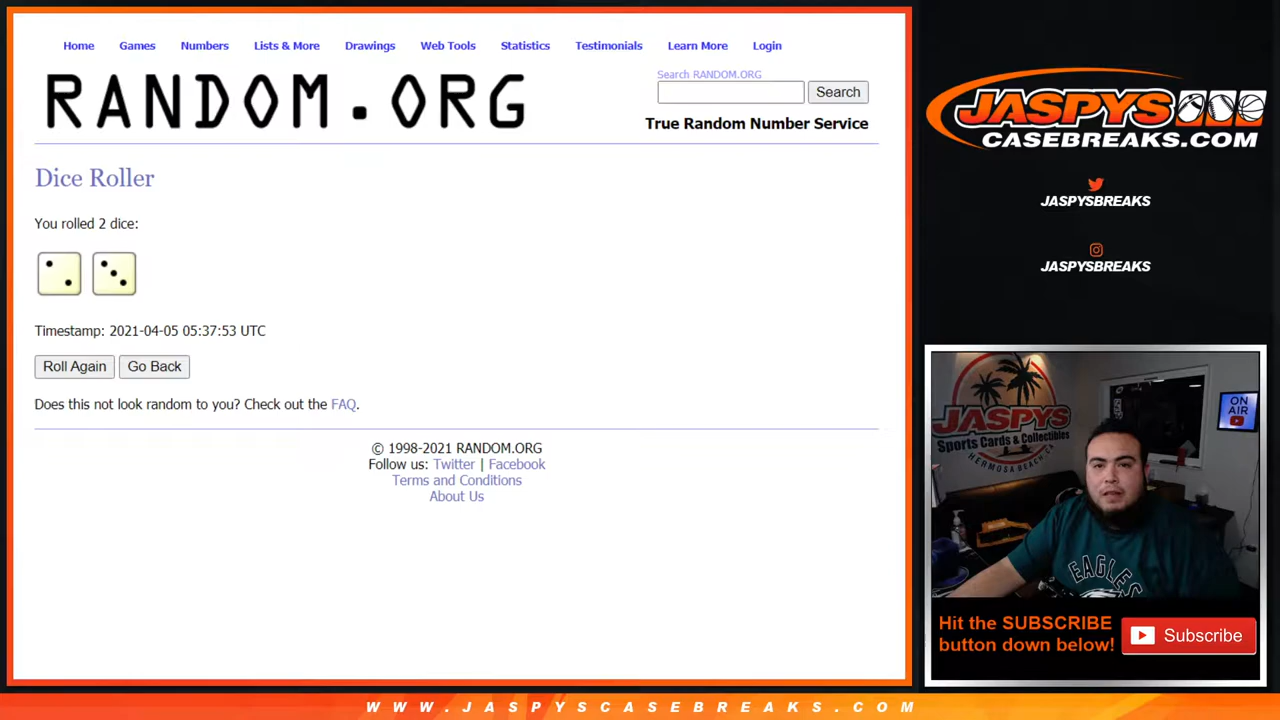 Home Games Numbers Lists & More Drawings Web Tools Statistics Testimonials Learn More Login
RANDOM.ORG
Search RANDOM.ORG
Search
True Random Number Service
Dice Roller
You rolled 2 dice:
Timestamp: 2021-04-05 05:37:53 UTC
Roll Again Go Back
Does this not look random to you? Check out the FAQ.
© 1998-2021 RANDOM.ORG
Follow us: Twitter | Facebook
Terms and Conditions
About Us
JASPYS
CASEBREAKS.COM
JASPYSBREAKS
JASPYSBREAKS
JASPYS
Sports Cards & Collectibles
HERMOSA BEACH, CA
ON
AIR
EAGLES
Hit the SUBSCRIBE
button down below!
Subscribe
WWW.JASPYSCASEBREAKS.COM